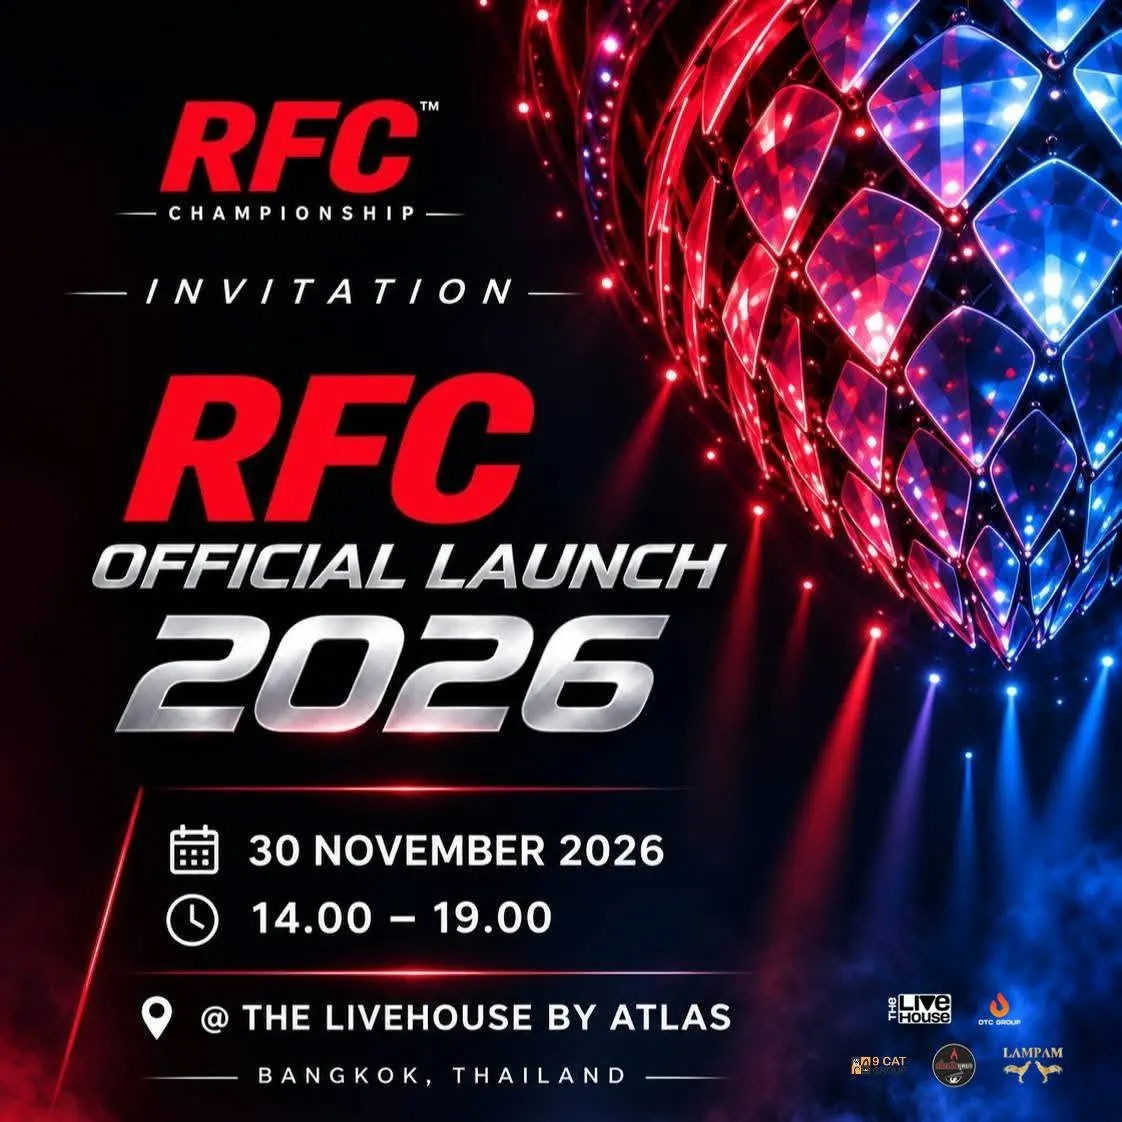 RFC™
CHAMPIONSHIP
INVITATION
RFC
OFFICIAL LAUNCH
2026
30 NOVEMBER 2026
14.00 – 19.00
@ THE LIVEHOUSE BY ATLAS
BANGKOK, THAILAND
THE LIVE HOUSE
DTC GROUP
9 CAT
GROUP
LAMPAM